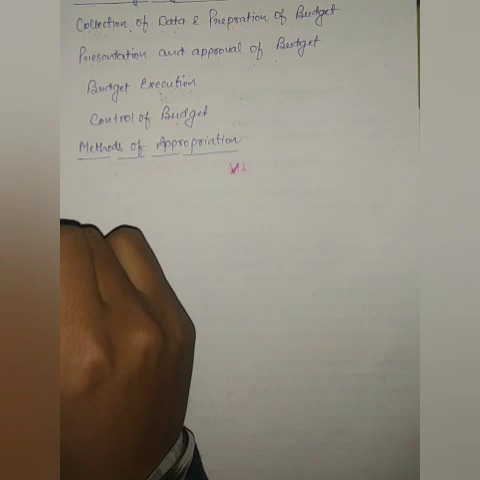 Collection of Data & Prepration of Budget
Presentation and approval of Budget
Budget Execution
Control of Budget
Methods of Appropriation